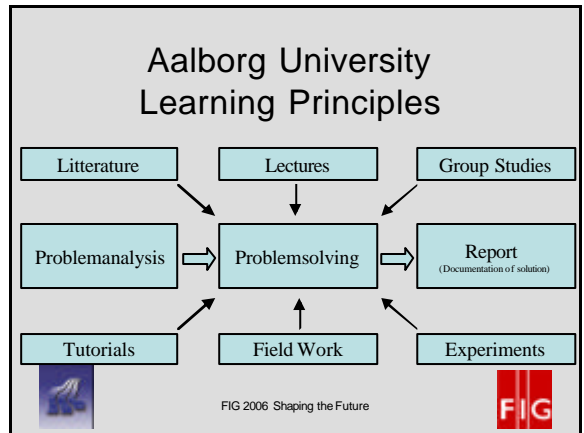 Aalborg University
Learning Principles
Litterature
Lectures
Group Studies
Problemanalysis
Problemsolving
Report
(Documentation of solution)
Tutorials
Field Work
Experiments
FIG 2006 Shaping the Future
FIG